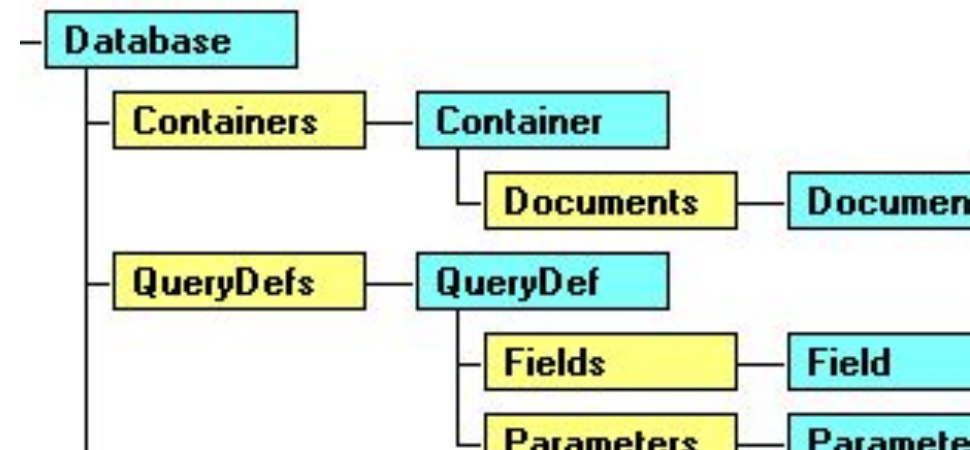 Database
Containers Container
Documents Documen
QueryDefs QueryDef
Fields Field
Parameters Paramete